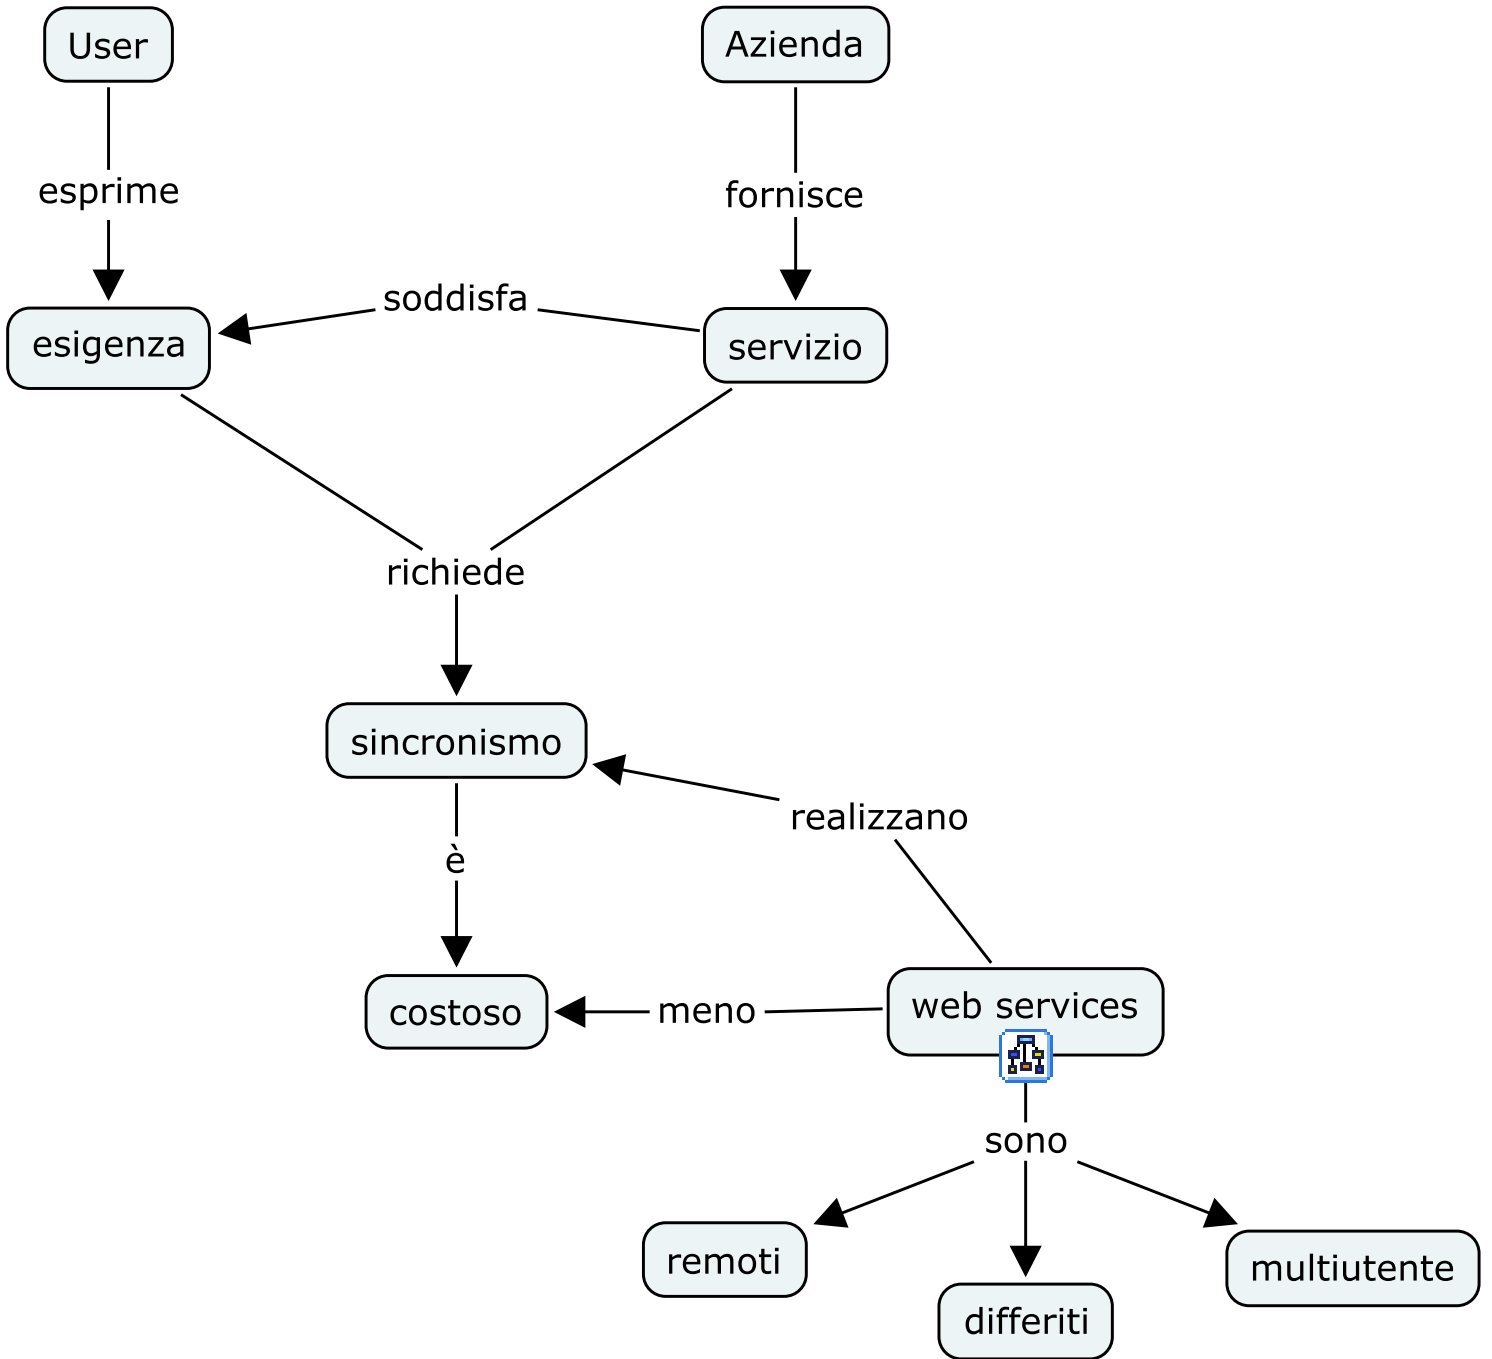 User
Azienda
esprime
fornisce
soddisfa
esigenza
servizio
richiede
sincronismo
realizzano
è
costoso
meno
web services
sono
remoti
differiti
multiutente